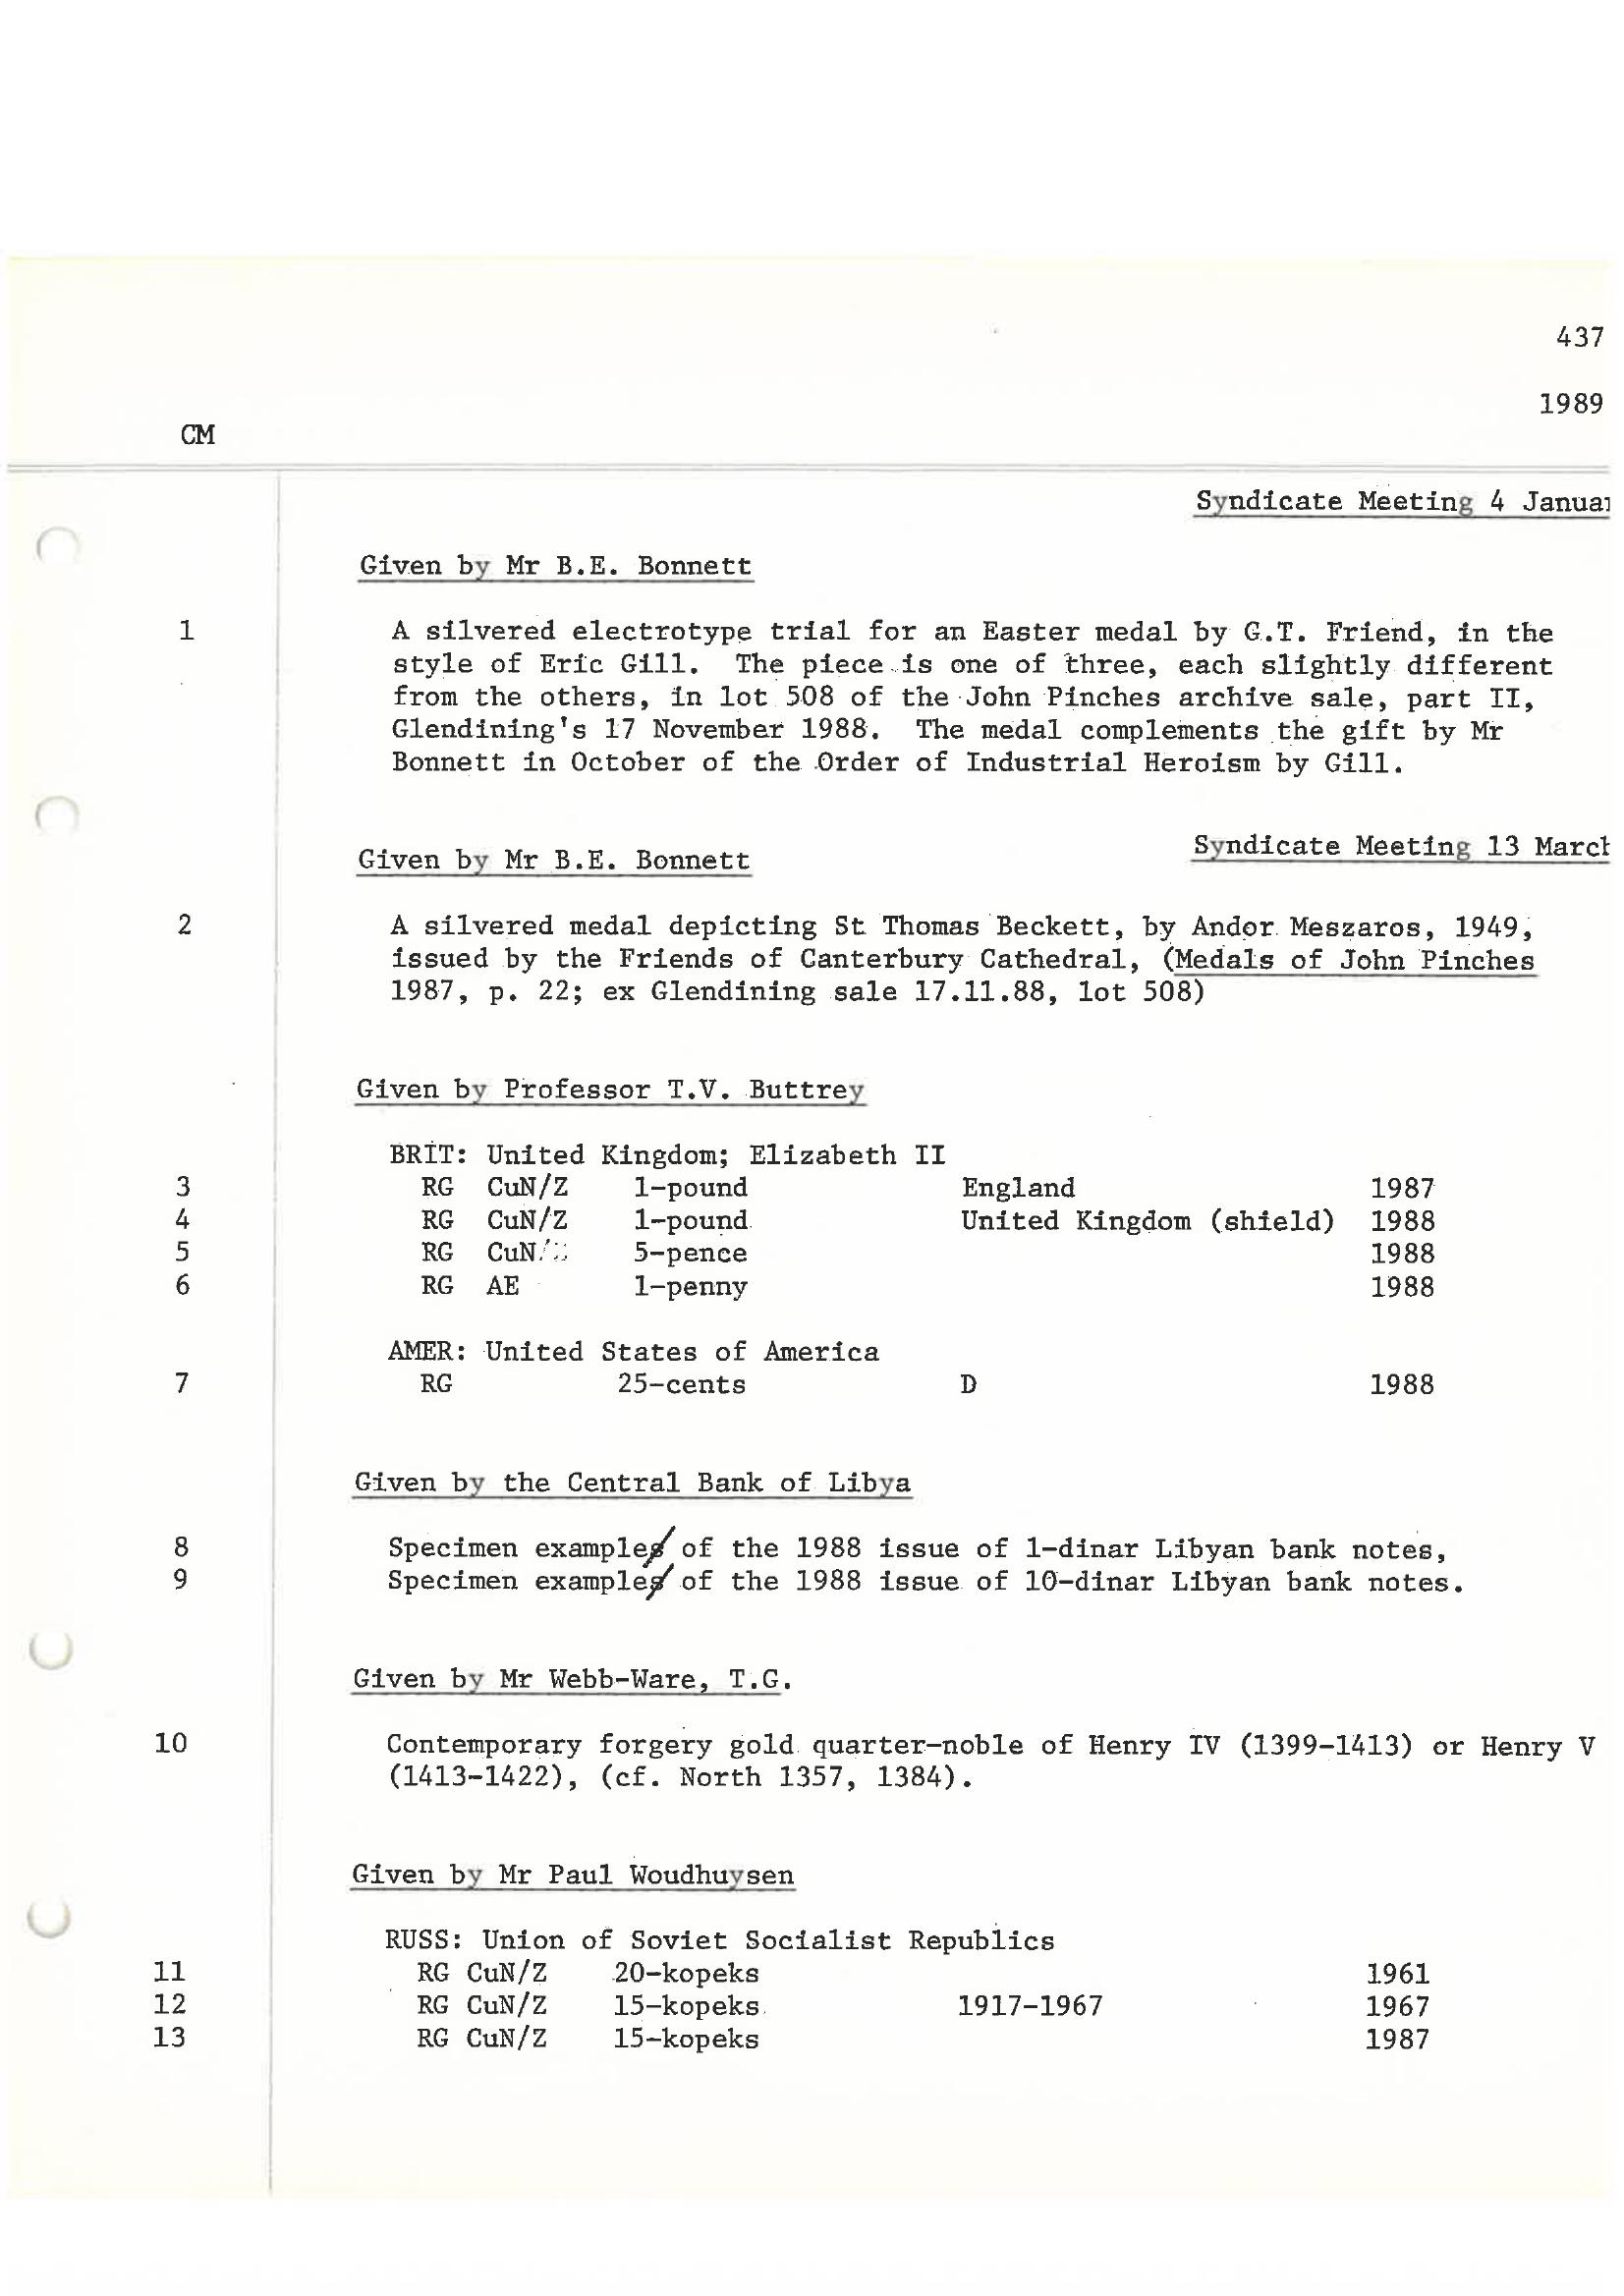 437
1989
CM
Syndicate Meeting 4
Given by Mr B.E. Bonnett
1 A silvered electrotype trial for an Easter medal by G.T. Friend, in the
style of Eric Gill. The piece is one of three, each slightly different
from the others, in lot 508 of the John Pinches archive sale, part II,
Glendining's 17 November 1988. The medal complements the gift by Mr
Bonnett in October of the Order of Industrial Heroism by Gill.
Syndicate Meeting 13
Given by Mr B.E. Bonnett
2 A silvered medal depicting St Thomas Beckett, by Andor Meszaros, 1949,
issued by the Friends of Canterbury Cathedral, (Medals of John Pinches
1987, p. 22; ex Glendining sale 17.11.88, lot 508)
Given by Professor T.V. Buttrey
BRIT: United Kingdom; Elizabeth II
3 RG CuN/Z 1-pound England 1987
4 RG CuN/Z 1-pound United Kingdom (shield) 1988
5 RG CuN 5-pence 1988
6 RG AE 1-penny 1988
AMER: United States of America
7 RG 25-cents D 1988
Given by the Central Bank of Libya
8 Specimen example of the 1988 issue of 1-dinar Libyan bank notes,
9 Specimen example of the 1988 issue of 10-dinar Libyan bank notes.
Given by Mr Webb-Ware, T.G.
10 Contemporary forgery gold quarter-noble of Henry IV (1399-1413) or Henry V
(1413-1422), (cf. North 1357, 1384).
Given by Mr Paul Woudhuysen
RUSS: Union of Soviet Socialist Republics
11 RG CuN/Z 20-kopeks 1961
12 RG CuN/Z 15-kopeks 1917-1967 1967
13 RG CuN/Z 15-kopeks 1987